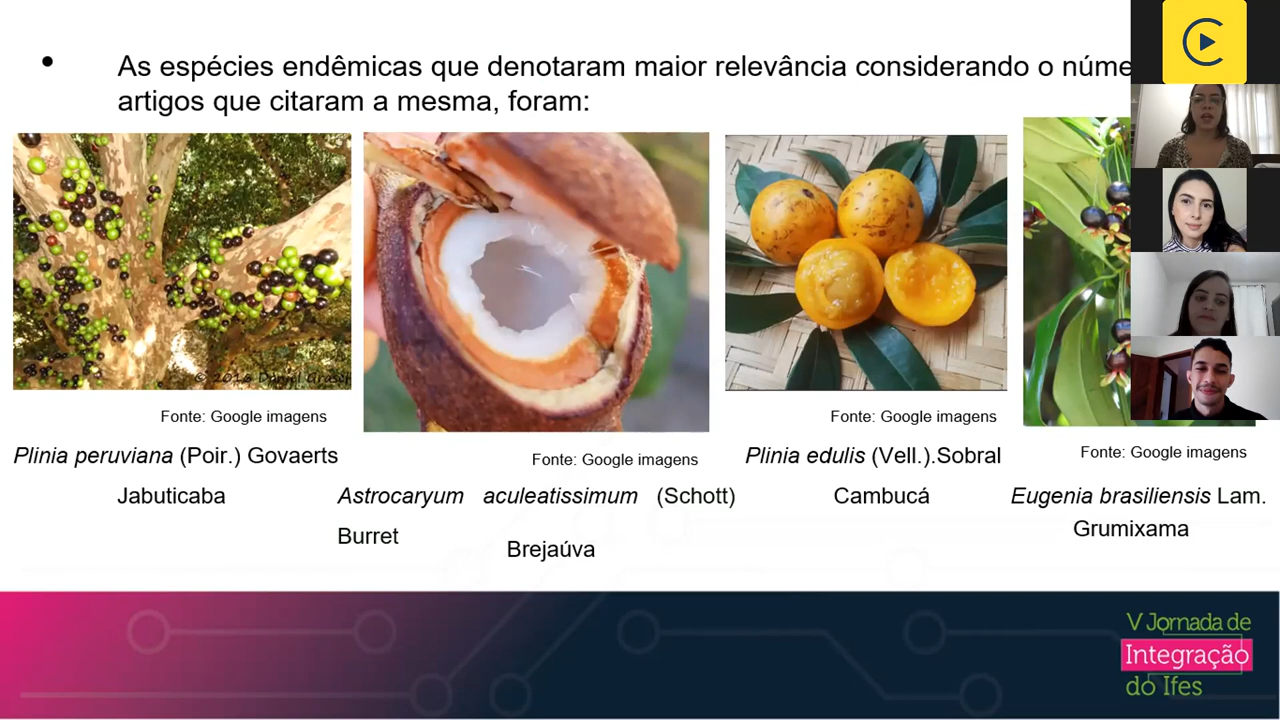 • As espécies endêmicas que denotaram maior relevância considerando o núme
artigos que citaram a mesma, foram:
Fonte: Google imagens
Plinia peruviana (Poir.) Govaerts
Jabuticaba
Fonte: Google imagens
Astrocaryum aculeatissimum (Schott)
Burret
Brejaúva
Fonte: Google imagens
Plinia edulis (Vell.).Sobral
Cambucá
Fonte: Google imagens
Eugenia brasiliensis Lam.
Grumixama
V Jornada de
Integração
do Ifes